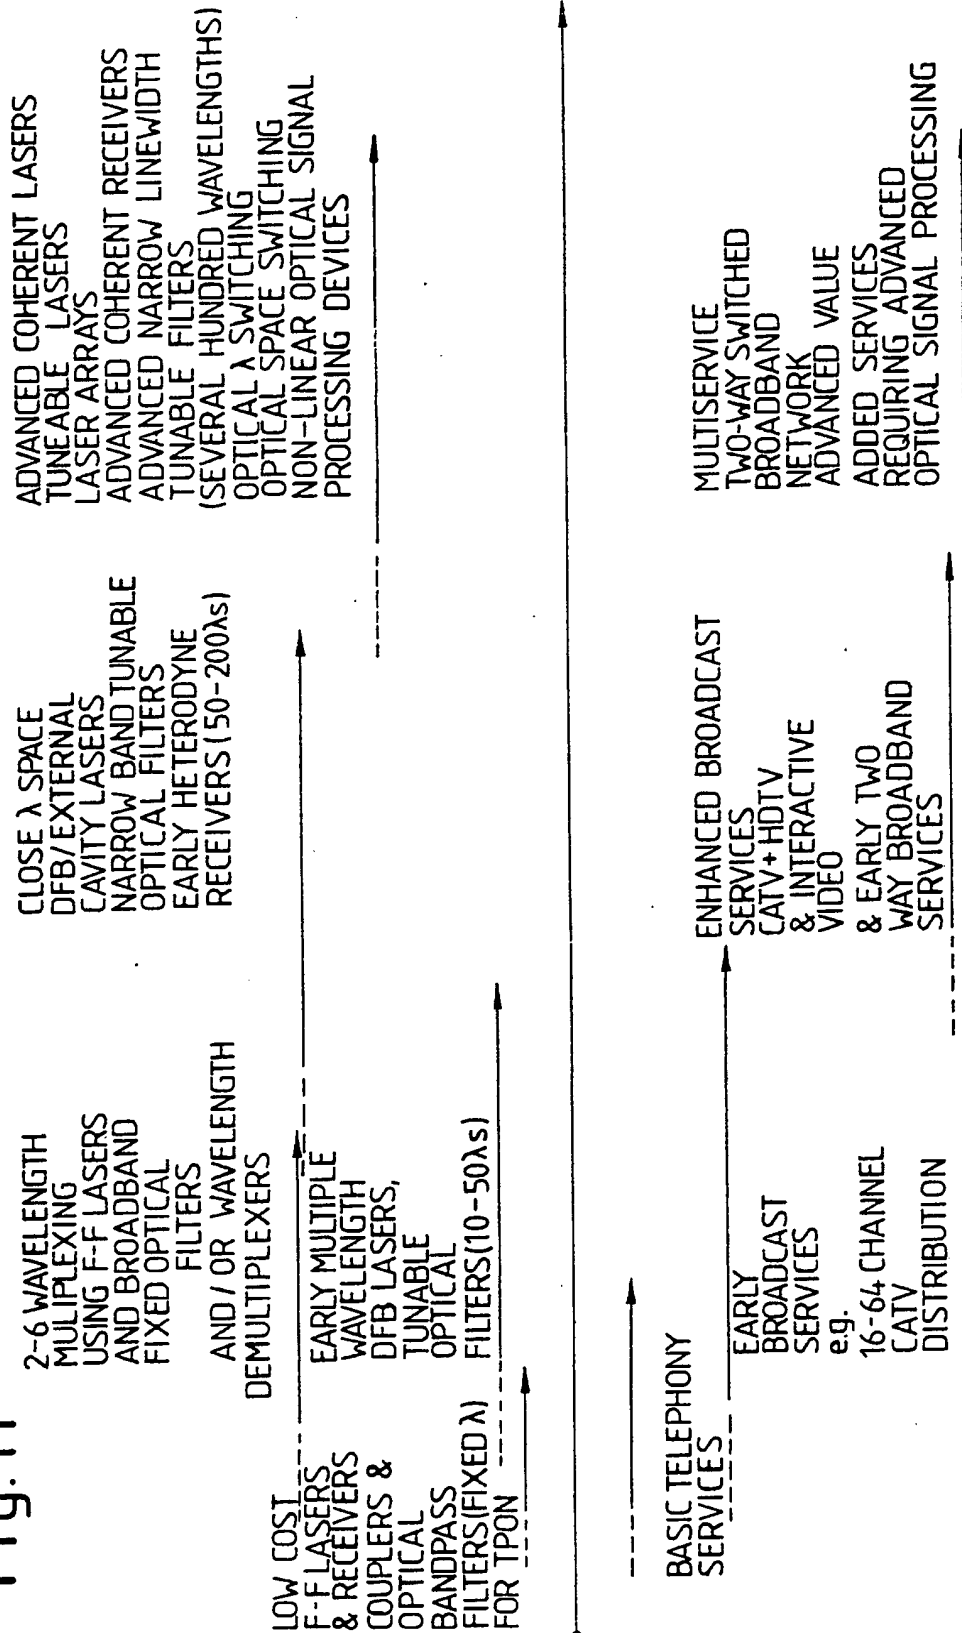 Fig. 11
LOW COST
F-F LASERS
& RECEIVERS
COUPLERS &
OPTICAL
BANDPASS
FILTERS(FIXED λ)
FOR TPON
2-6 WAVELENGTH
MULIPLEXING
USING F-F LASERS
AND BROADBAND
FIXED OPTICAL
FILTERS
AND / OR WAVELENGTH
DEMULTIPLEXERS
EARLY MULTIPLE
WAVELENGTH
DFB LASERS,
TUNABLE
OPTICAL
FILTERS(10-50λs)
CLOSE λ SPACE
DFB/EXTERNAL
CAVITY LASERS
NARROW BAND TUNABLE
OPTICAL FILTERS
EARLY HETERODYNE
RECEIVERS (50-200λs)
ADVANCED COHERENT LASERS
TUNEABLE LASERS
LASER ARRAYS
ADVANCED COHERENT RECEIVERS
ADVANCED NARROW LINEWIDTH
TUNABLE FILTERS
(SEVERAL HUNDRED WAVELENGTHS)
OPTICAL λ SWITCHING
OPTICAL SPACE SWITCHING
NON-LINEAR OPTICAL SIGNAL
PROCESSING DEVICES
BASIC TELEPHONY
SERVICES
EARLY
BROADCAST
SERVICES
e.g.
16-64 CHANNEL
CATV
DISTRIBUTION
ENHANCED BROADCAST
SERVICES
CATV+HDTV
& INTERACTIVE
VIDEO
& EARLY TWO
WAY BROADBAND
SERVICES
MULTISERVICE
TWO-WAY SWITCHED
BROADBAND
NETWORK
ADVANCED VALUE
ADDED SERVICES
REQUIRING ADVANCED
OPTICAL SIGNAL PROCESSING